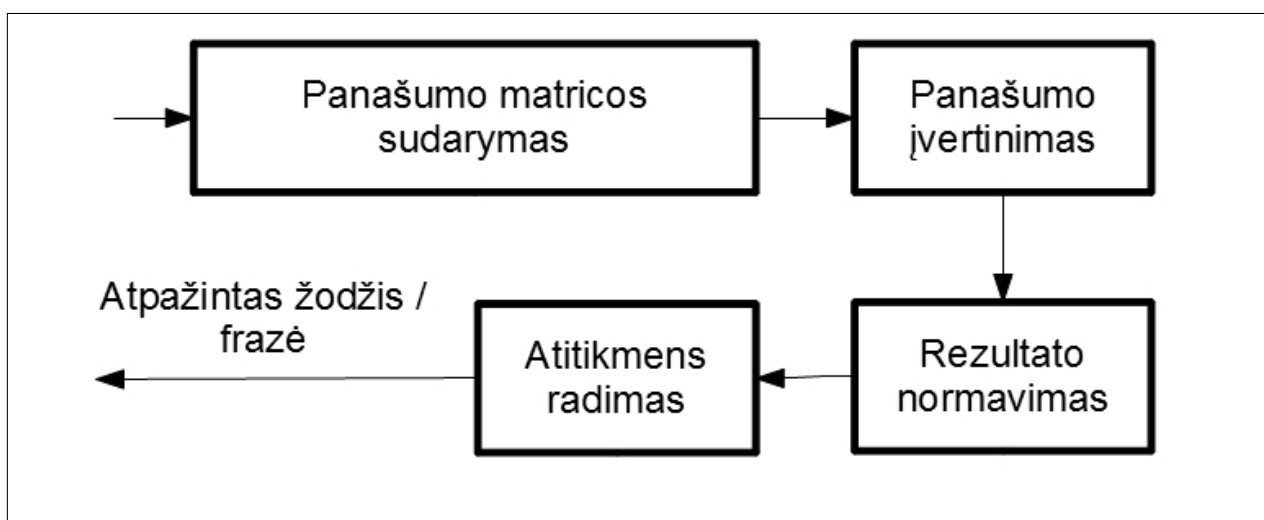 Panašumo matricos
sudarymas
Panašumo
įvertinimas
Rezultato
normavimas
Atitikmens
radimas
Atpažintas žodžis /
frazė